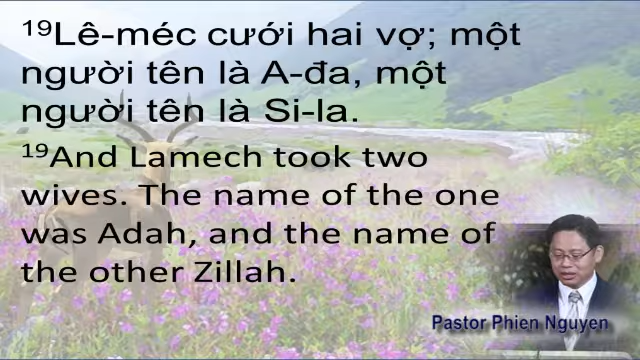 ¹⁹Lê-méc cưới hai vợ; một
người tên là A-đa, một
người tên là Si-la.
¹⁹And Lamech took two
wives. The name of the one
was Adah, and the name of
the other Zillah.
Pastor Phien Nguyen